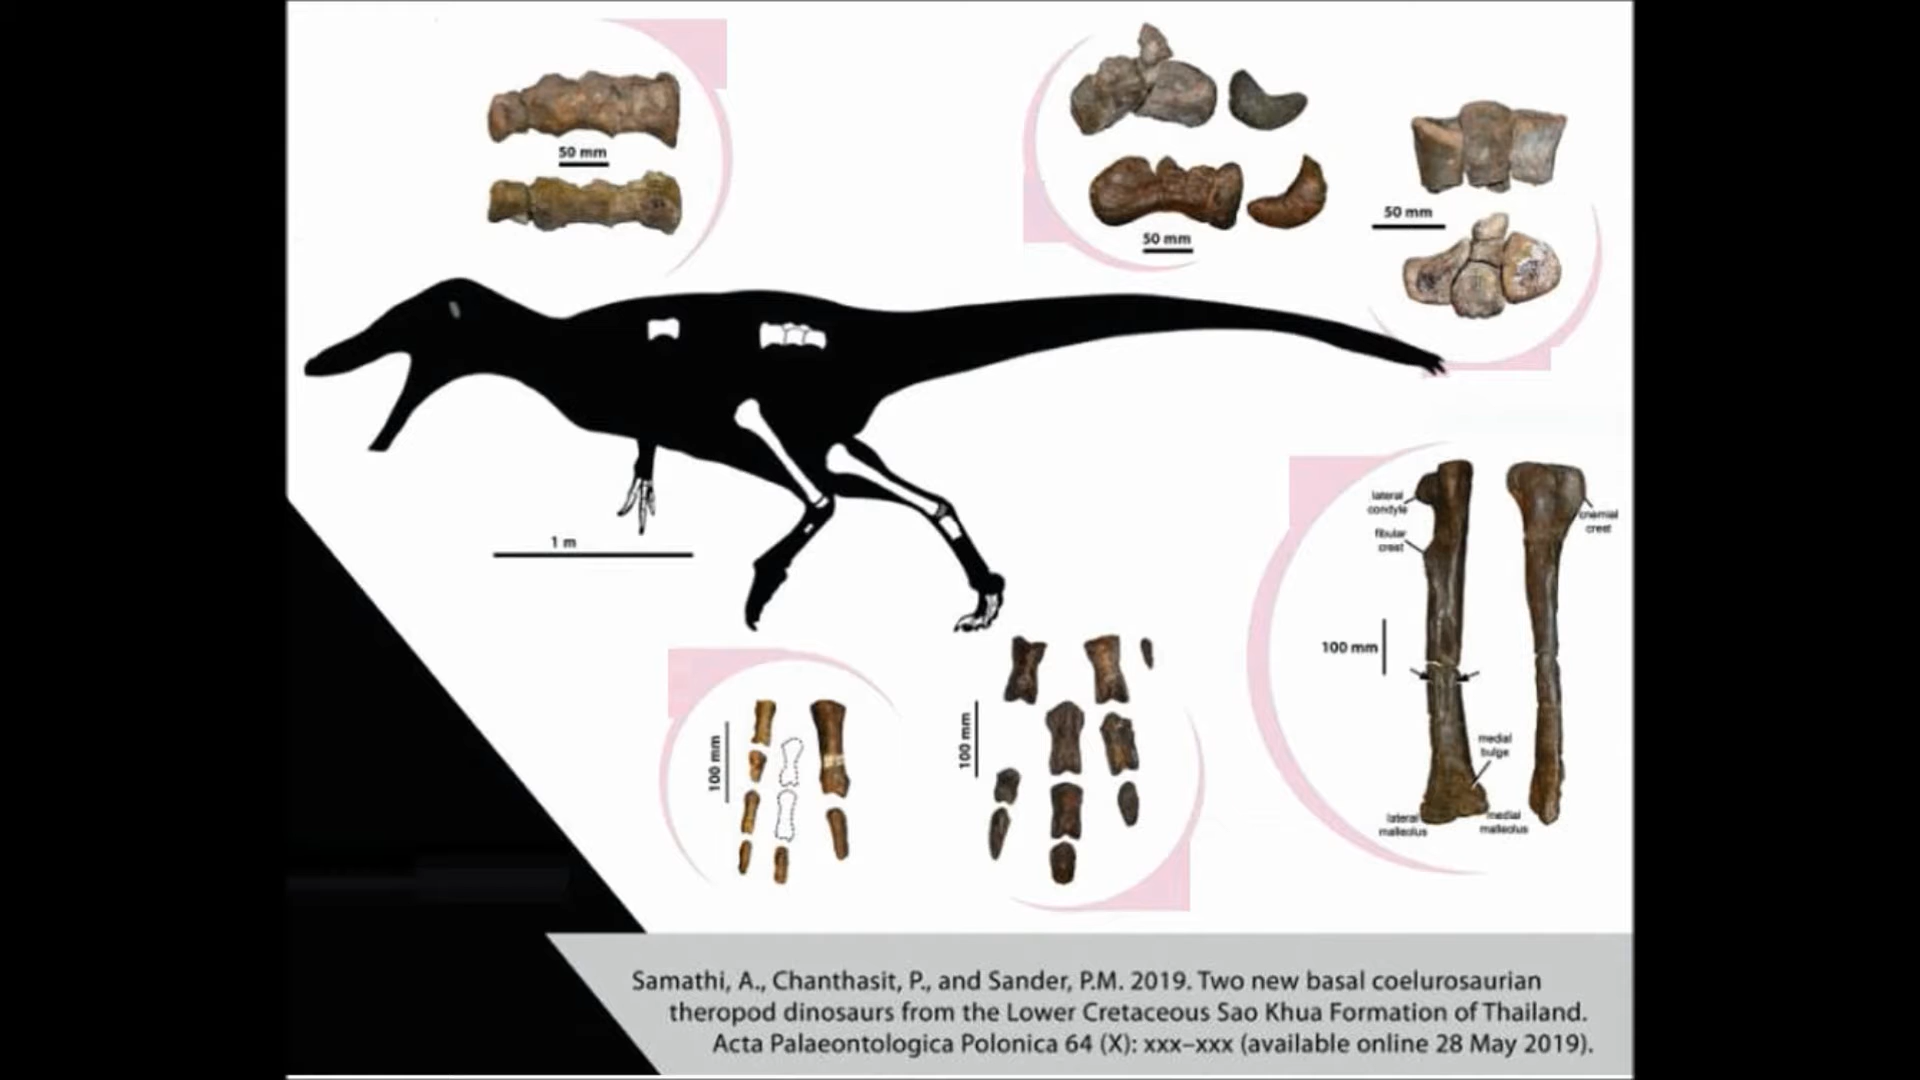 50 mm
50 mm
50 mm
1 m
lateral
condyle
fibular
crest
cnemial
crest
100 mm
100 mm
100 mm
medial
bulge
lateral
malleolus
medial
malleolus
Samathi, A., Chanthasit, P., and Sander, P.M. 2019. Two new basal coelurosaurian
theropod dinosaurs from the Lower Cretaceous Sao Khua Formation of Thailand.
Acta Palaeontologica Polonica 64 (X): xxx–xxx (available online 28 May 2019).